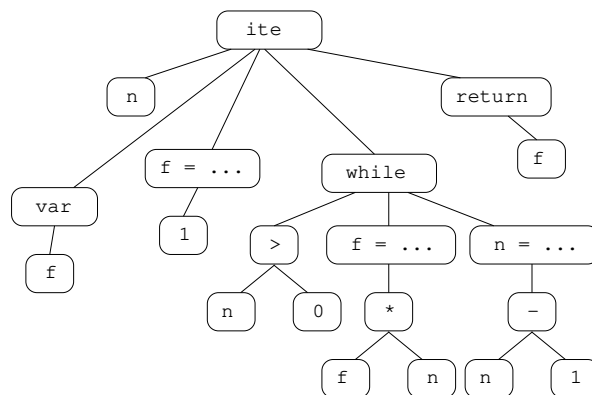 ite
n
return
f = ...
f
while
var
1
>
f = ...
n = ...
f
n
0
*
-
f
n
n
1